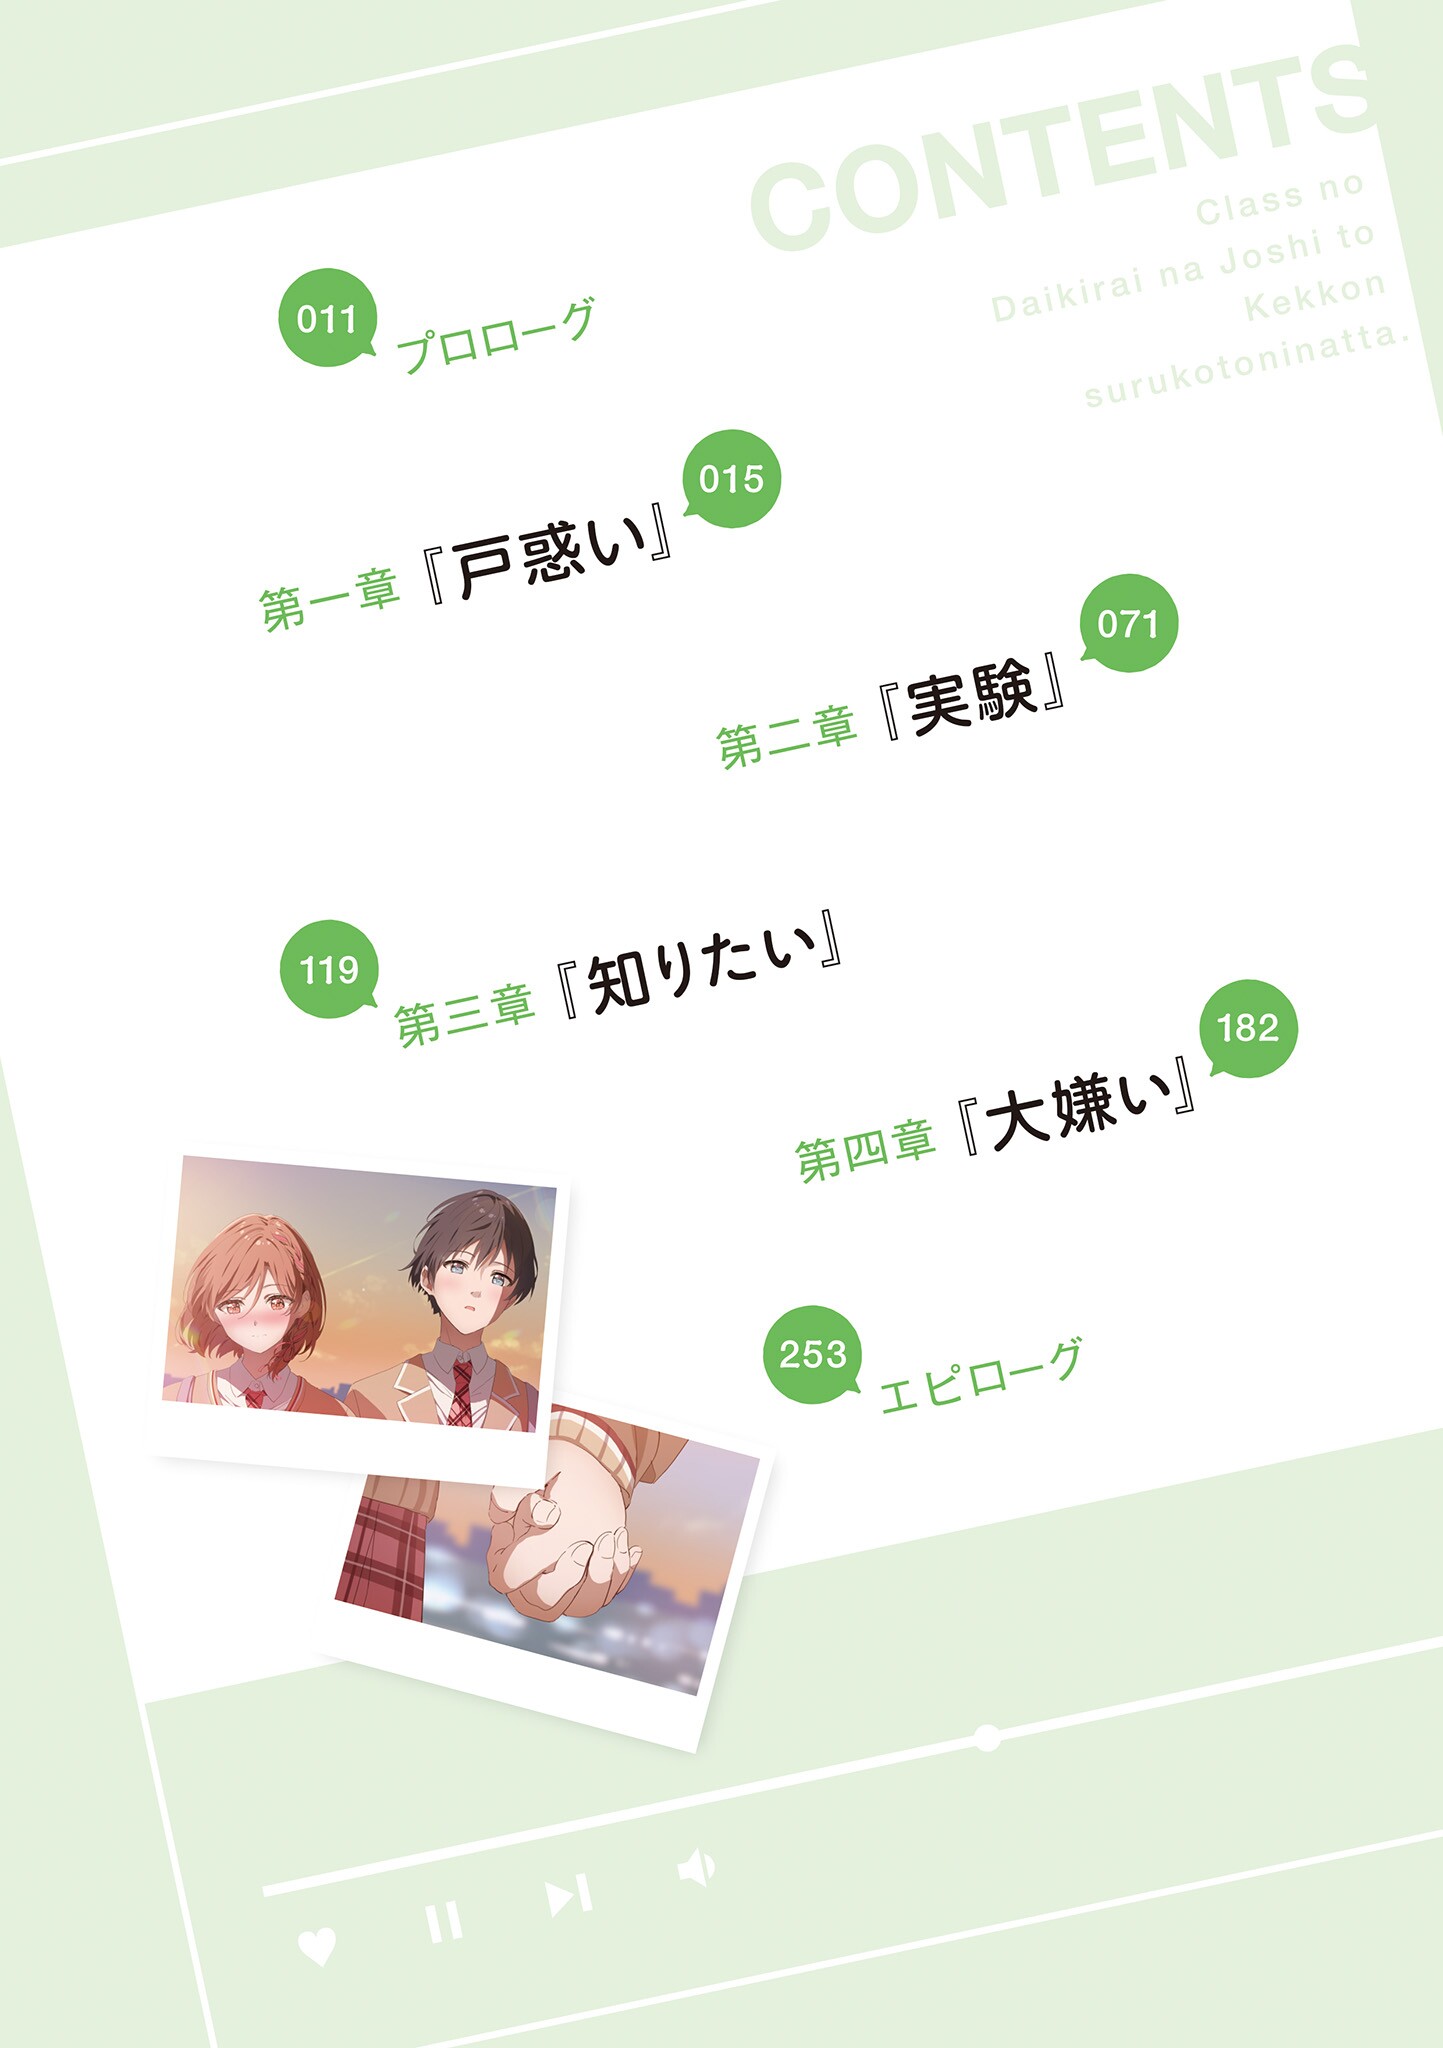 CONTENTS
Class no
Daikirai na Joshi to
Kekkon
surukotoninatta.
011
プロローグ
015
第一章『戸惑い』
071
第二章『実験』
119
第三章『知りたい』
182
第四章『大嫌い』
253
エピローグ